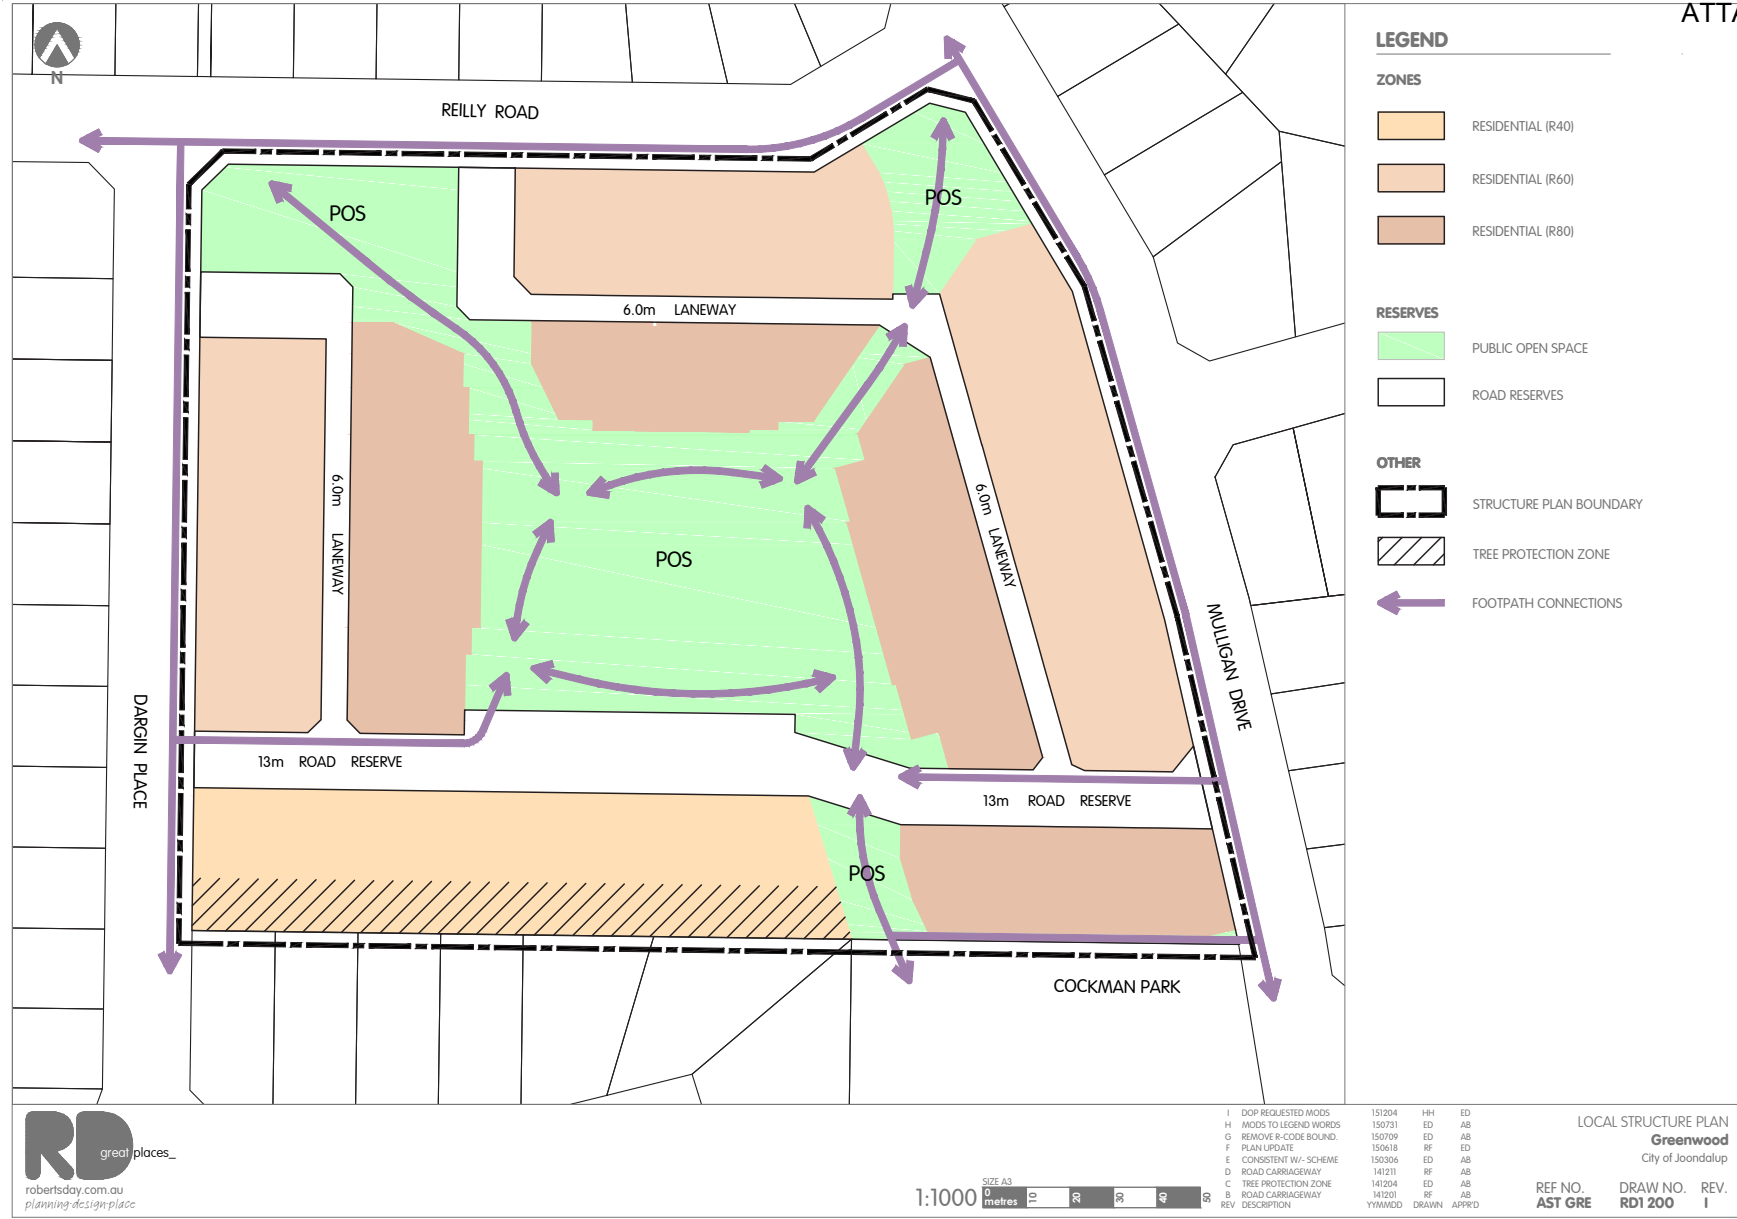 ATTA
N
REILLY ROAD
POS
POS
6.0m LANEWAY
6.0m LANEWAY
6.0m LANEWAY
POS
MULLIGAN DRIVE
DARGIN PLACE
13m ROAD RESERVE
13m ROAD RESERVE
POS
COCKMAN PARK
LEGEND
ZONES
RESIDENTIAL (R40)
RESIDENTIAL (R60)
RESIDENTIAL (R80)
RESERVES
PUBLIC OPEN SPACE
ROAD RESERVES
OTHER
STRUCTURE PLAN BOUNDARY
TREE PROTECTION ZONE
FOOTPATH CONNECTIONS
RD great places_
robertsday.com.au
planning·design·place
1:1000
SIZE A3
0 metres 10 20 30 40 50
I DOP REQUESTED MODS 151204 HH ED
H MODS TO LEGEND WORDS 150731 ED AB
G REMOVE R-CODE BOUND. 150709 ED AB
F PLAN UPDATE 150618 RF ED
E CONSISTENT W/- SCHEME 150306 ED AB
D ROAD CARRIAGEWAY 141211 RF AB
C TREE PROTECTION ZONE 141204 ED AB
B ROAD CARRIAGEWAY 141201 RF AB
REV DESCRIPTION YYMMDD DRAWN APPR'D
LOCAL STRUCTURE PLAN
Greenwood
City of Joondalup
REF NO. DRAW NO. REV.
AST GRE RD1 200 I